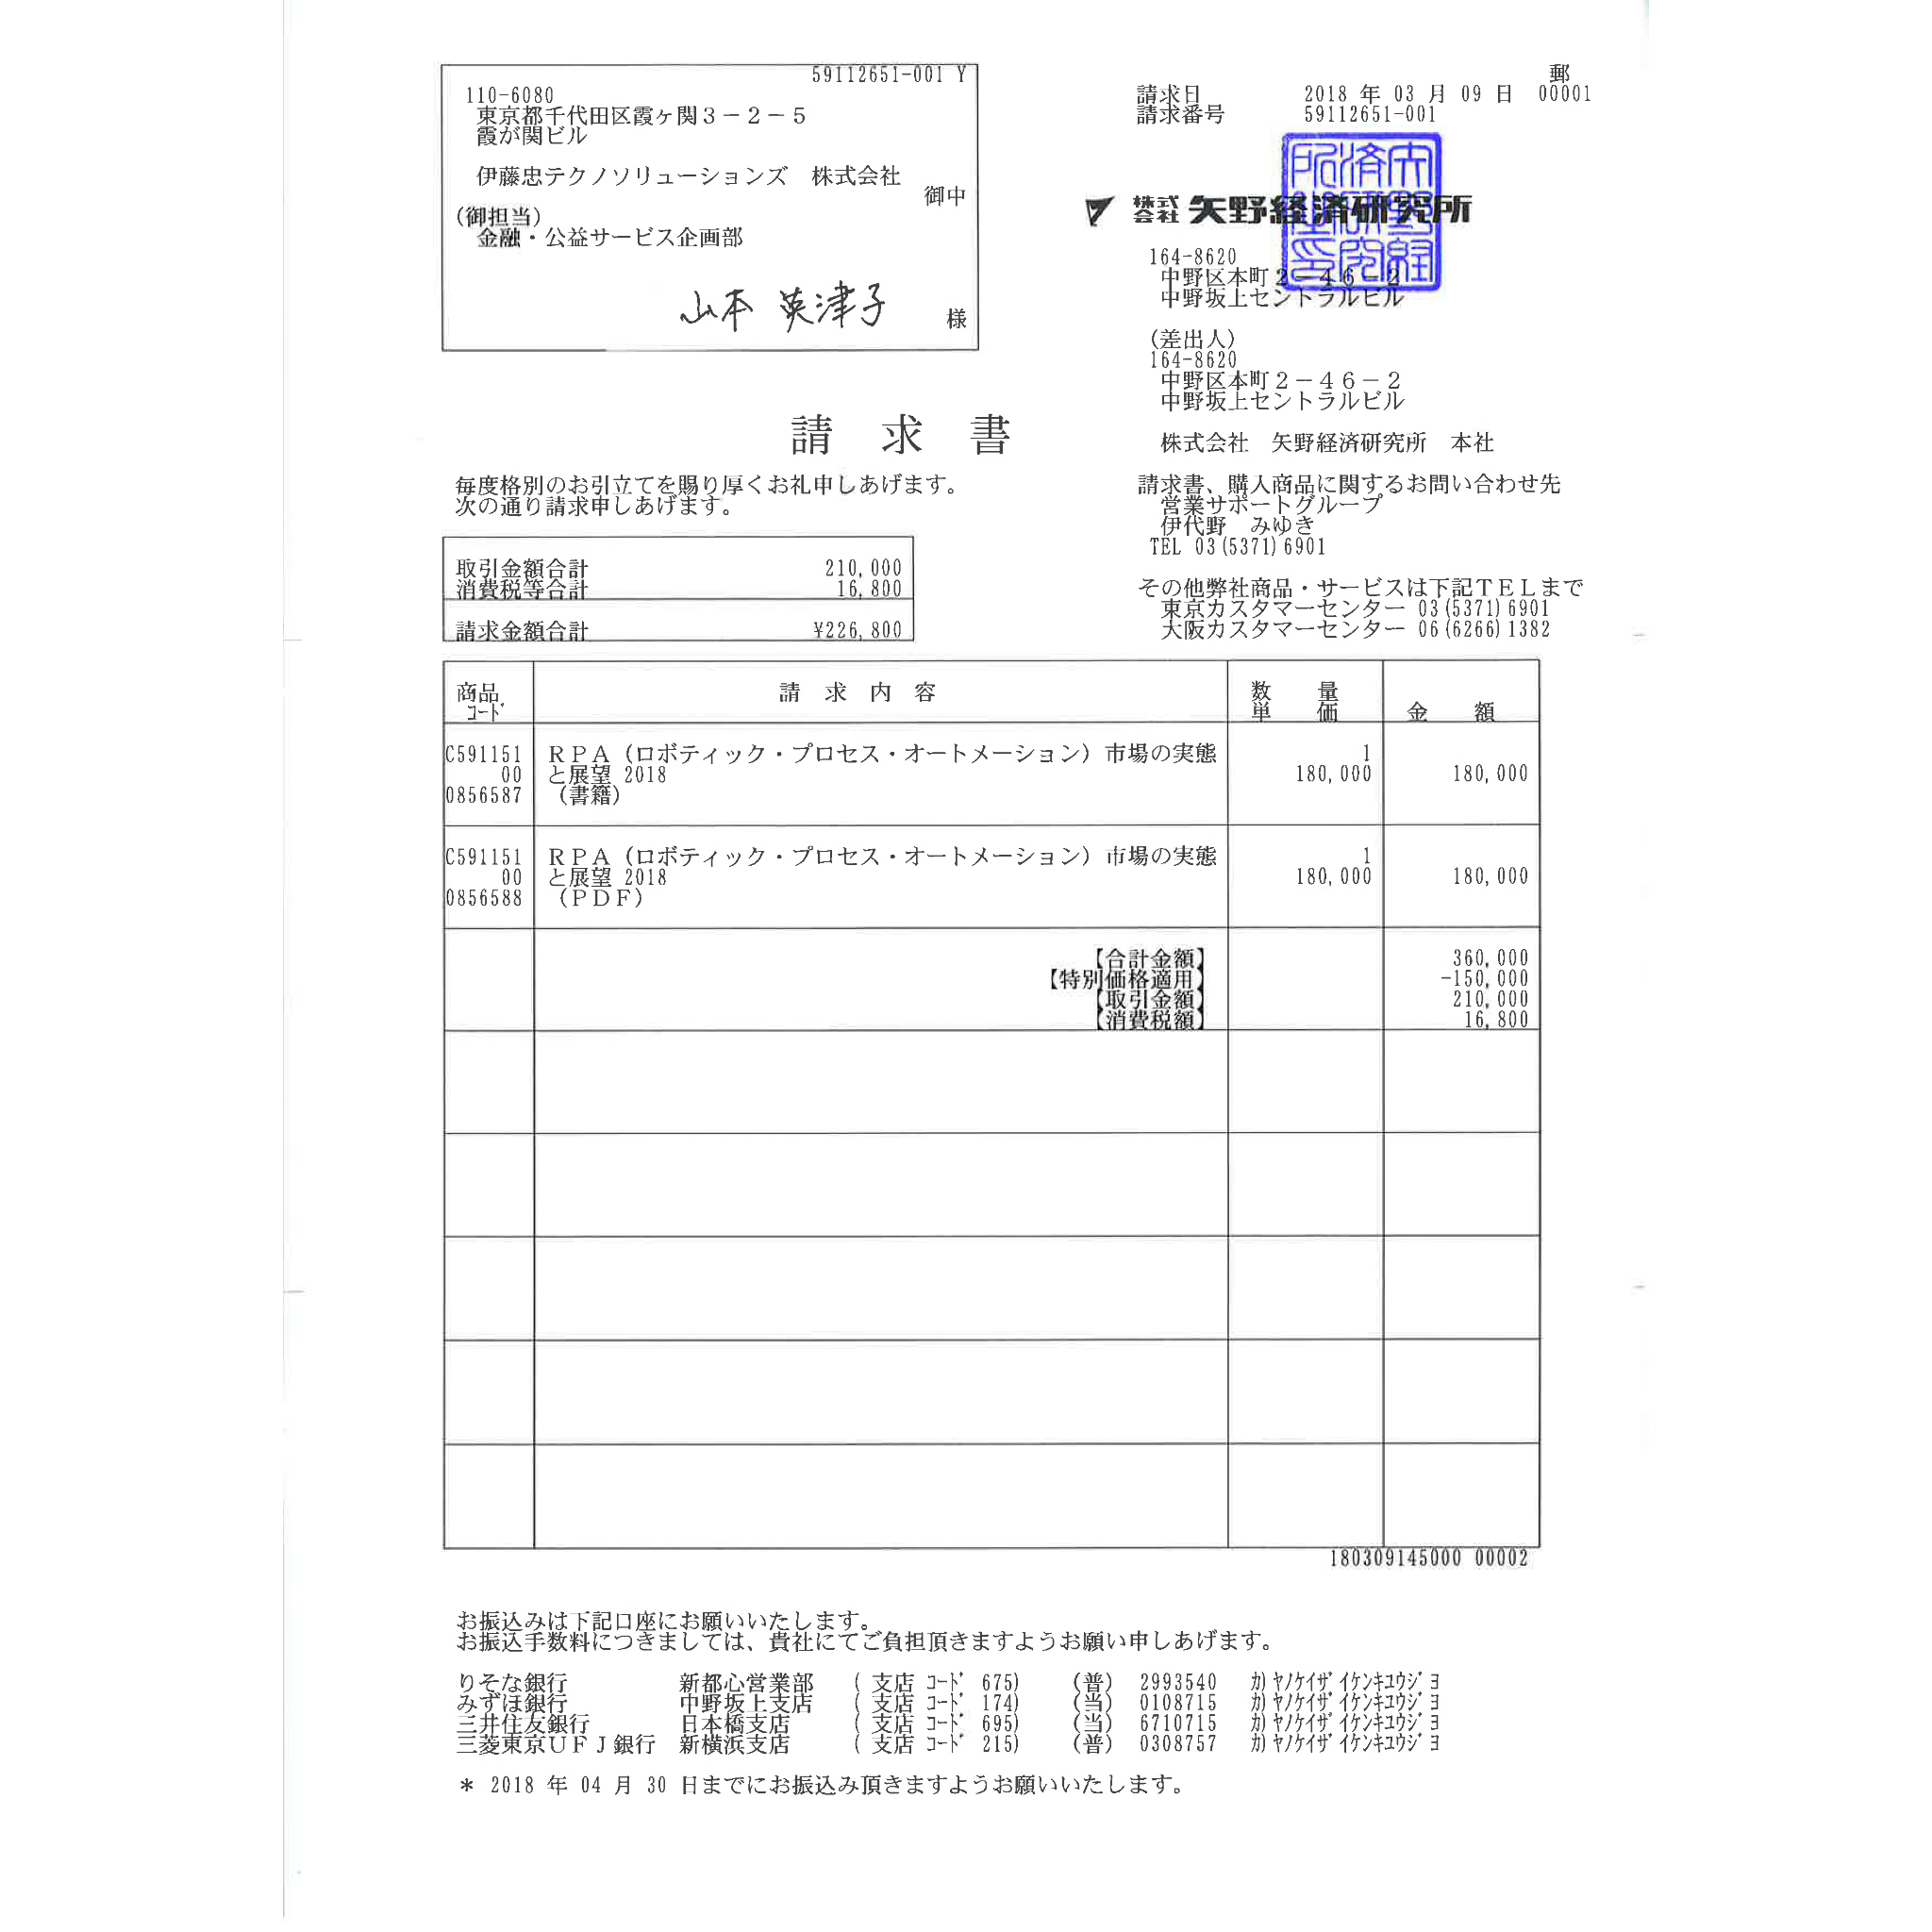 59112651-001 Y
110-6080
東京都千代田区霞ヶ関3-2-5
霞が関ビル
伊藤忠テクノソリューションズ　株式会社
御中
(御担当)
金融・公益サービス企画部
山本 英津子
様
郵
請求日 2018 年 03 月 09 日 00001
請求番号 59112651-001
株式会社 矢野経済研究所
164-8620
中野区本町2-46-2
中野坂上セントラルビル
(差出人)
164-8620
中野区本町2-46-2
中野坂上セントラルビル
株式会社　矢野経済研究所　本社
請求書
毎度格別のお引立てを賜り厚くお礼申しあげます。
次の通り請求申しあげます。
請求書、購入商品に関するお問い合わせ先
営業サポートグループ
伊代野　みゆき
TEL 03(5371)6901
その他弊社商品・サービスは下記TELまで
東京カスタマーセンター 03(5371)6901
大阪カスタマーセンター 06(6266)1382
取引金額合計 210,000
消費税等合計 16,800
請求金額合計 ¥226,800
商品 請求内容 数量
ｺｰﾄﾞ 単価 金額
C591151 RPA(ロボティック・プロセス・オートメーション)市場の実態 1
00 と展望 2018 180,000 180,000
0856587 (書籍)
C591151 RPA(ロボティック・プロセス・オートメーション)市場の実態 1
00 と展望 2018 180,000 180,000
0856588 (PDF)
【合計金額】 360,000
【特別価格適用】 -150,000
【取引金額】 210,000
【消費税額】 16,800
180309145000 00002
お振込みは下記口座にお願いいたします。
お振込手数料につきましては、貴社にてご負担頂きますようお願い申しあげます。
りそな銀行 新都心営業部 (支店 ｺｰﾄﾞ 675) (普) 2993540 ｶ)ﾔﾉｹｲｻﾞｲｹﾝｷﾕｳｼﾞﾖ
みずほ銀行 中野坂上支店 (支店 ｺｰﾄﾞ 174) (当) 0108715 ｶ)ﾔﾉｹｲｻﾞｲｹﾝｷﾕｳｼﾞﾖ
三井住友銀行 日本橋支店 (支店 ｺｰﾄﾞ 695) (当) 6710715 ｶ)ﾔﾉｹｲｻﾞｲｹﾝｷﾕｳｼﾞﾖ
三菱東京UFJ銀行 新横浜支店 (支店 ｺｰﾄﾞ 215) (普) 0308757 ｶ)ﾔﾉｹｲｻﾞｲｹﾝｷﾕｳｼﾞﾖ
* 2018 年 04 月 30 日までにお振込み頂きますようお願いいたします。